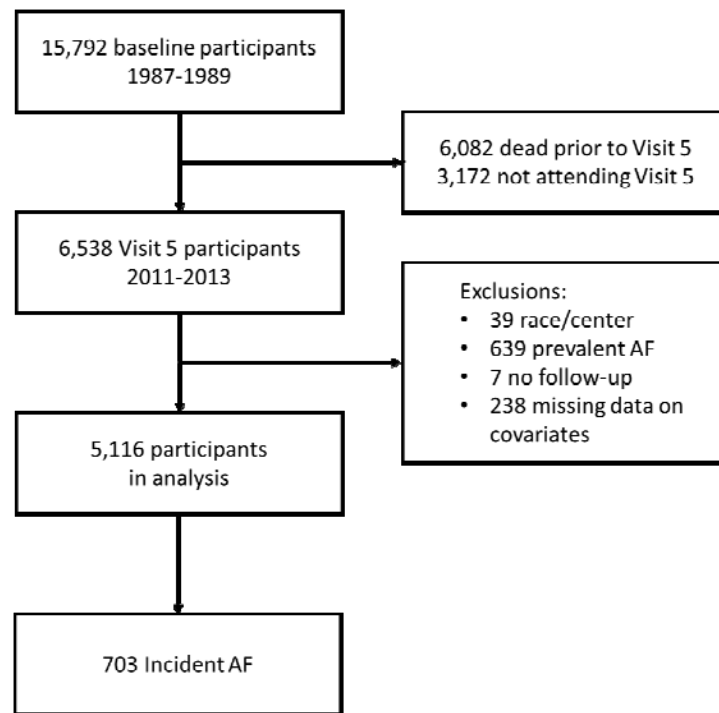 15,792 baseline participants
1987-1989
6,082 dead prior to Visit 5
3,172 not attending Visit 5
6,538 Visit 5 participants
2011-2013
Exclusions:
• 39 race/center
• 639 prevalent AF
• 7 no follow-up
• 238 missing data on
covariates
5,116 participants
in analysis
703 Incident AF